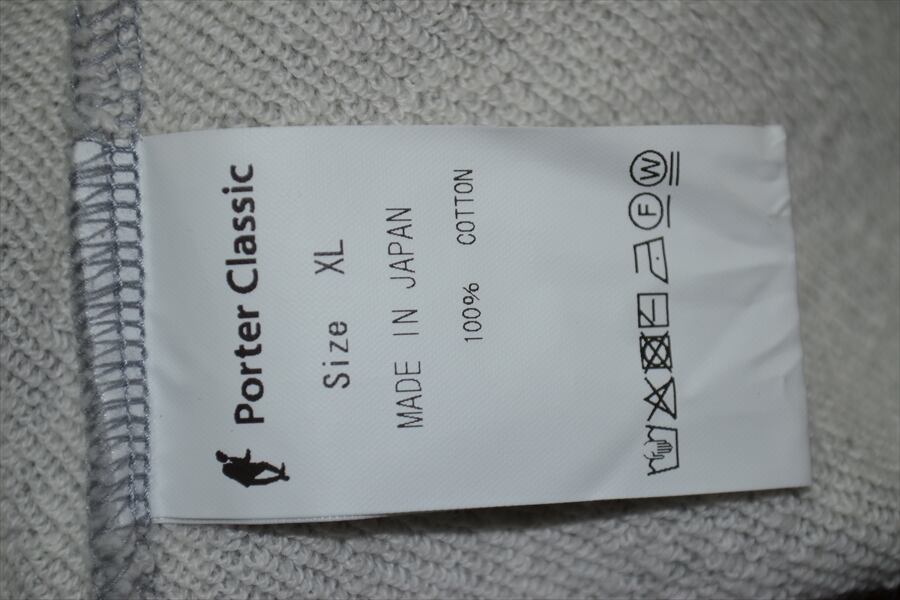 Porter Classic
Size XL
MADE IN JAPAN
100% COTTON
F W